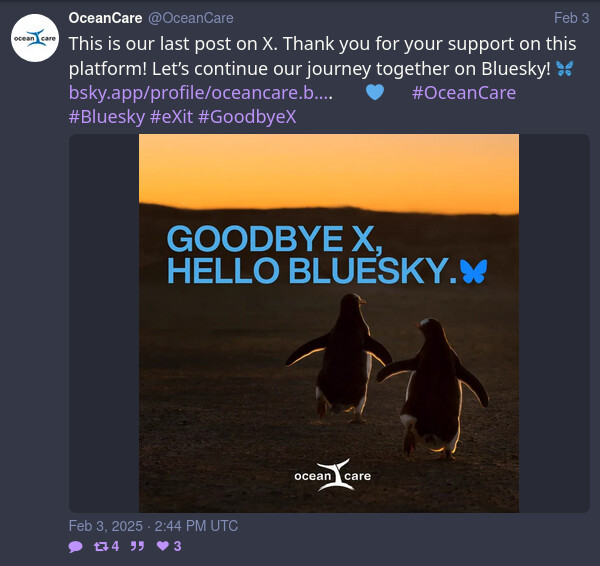 OceanCare @OceanCare Feb 3
This is our last post on X. Thank you for your support on this
platform! Let’s continue our journey together on Bluesky! 🦋
bsky.app/profile/oceancare.b.... 💙 #OceanCare
#Bluesky #eXit #GoodbyeX
ocean care
GOODBYE X,
HELLO BLUESKY.🦋
ocean care
Feb 3, 2025 · 2:44 PM UTC
4 3